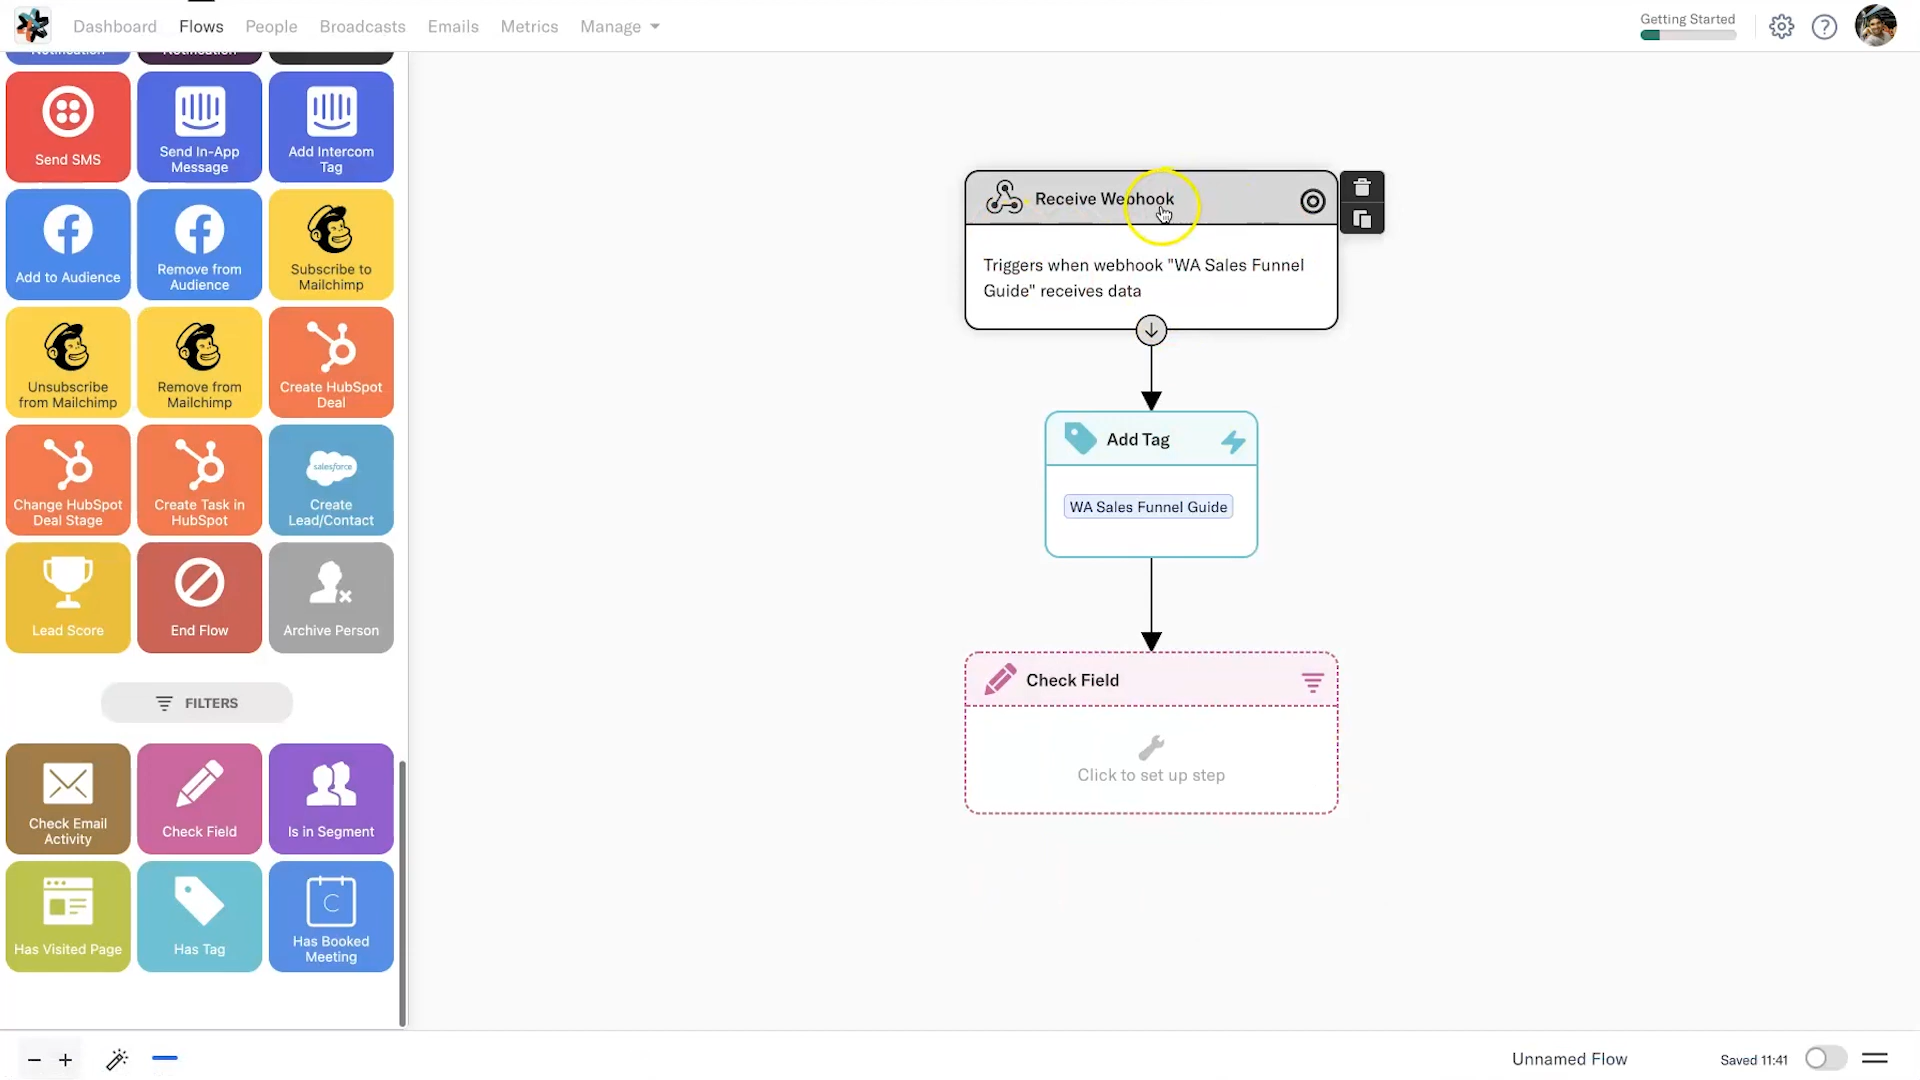 Dashboard
Flows
People
Broadcasts
Emails
Metrics
Manage
Getting Started
Notification
Notification
Send SMS
Send In-App
Message
Add Intercom
Tag
Add to Audience
Remove from
Audience
Subscribe to
Mailchimp
Unsubscribe
from Mailchimp
Remove from
Mailchimp
Create HubSpot
Deal
Change HubSpot
Deal Stage
Create Task in
HubSpot
salesforce
Create
Lead/Contact
Lead Score
End Flow
Archive Person
FILTERS
Check Email
Activity
Check Field
Is in Segment
Has Visited Page
Has Tag
C
Has Booked
Meeting
Receive Webhook
Triggers when webhook "WA Sales Funnel
Guide" receives data
Add Tag
WA Sales Funnel Guide
Check Field
Click to set up step
Unnamed Flow
Saved 11:41